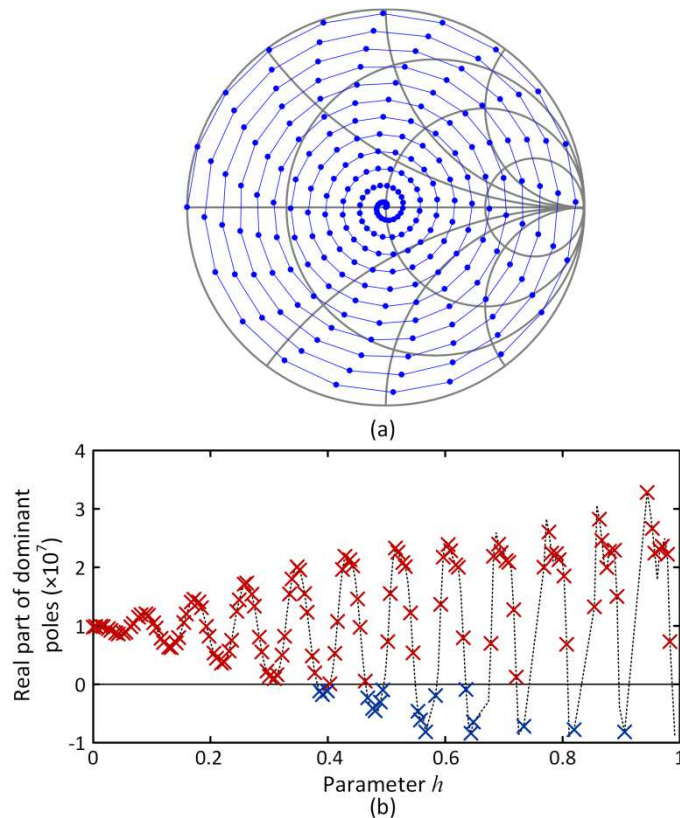 (a)
4
3
2
1
0
-1
Real part of dominant
poles (×10⁷)
0
0.2
0.4
0.6
0.8
1
Parameter h
(b)